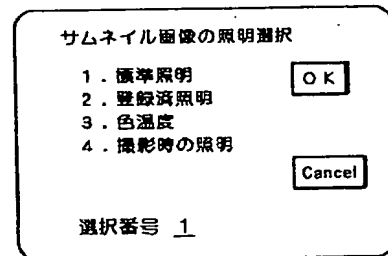 サムネイル画像の照明選択
1．標準照明
OK
2．登録済照明
3．色温度
4．撮影時の照明
Cancel
選択番号 1